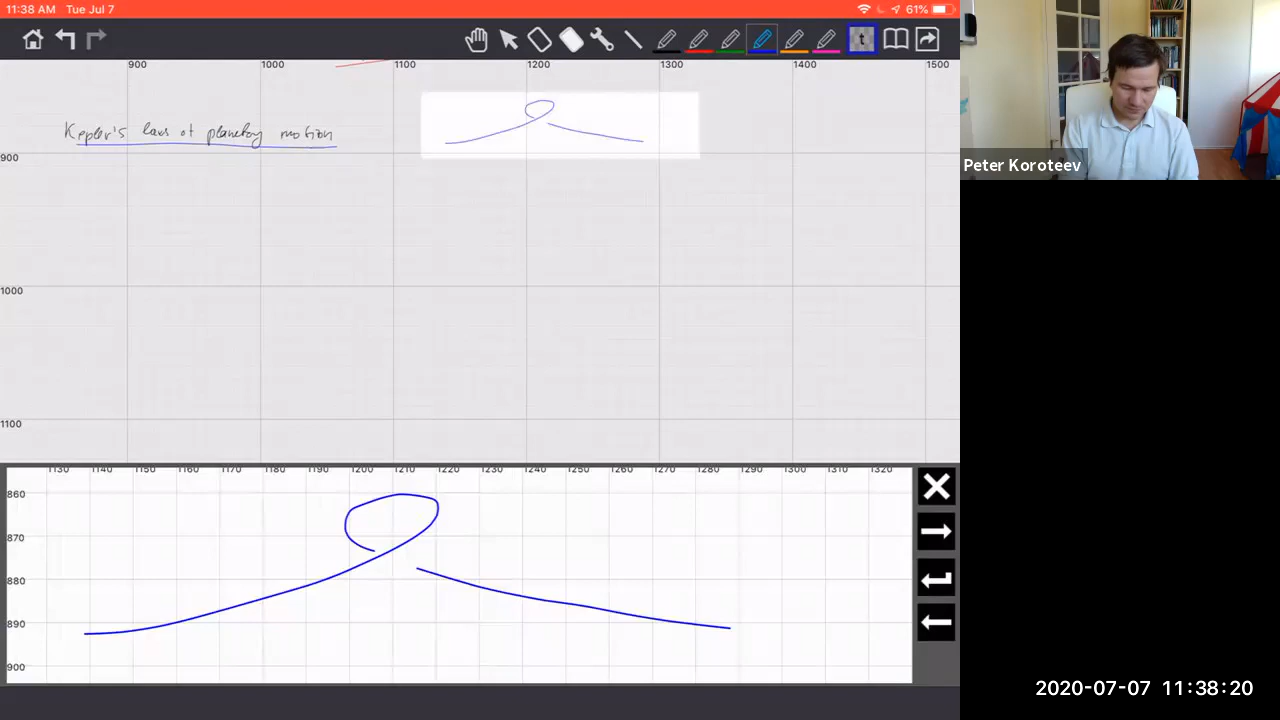 11:38 AM Tue Jul 7 61%
900 1000 1100 1200 1300 1400 1500
Kepler's laws of planetary motion
900
1000
1100
1130 1140 1150 1160 1170 1180 1190 1200 1210 1220 1230 1240 1250 1260 1270 1280 1290 1300 1310 1320
860
870
880
890
900
t
Peter Koroteev
2020-07-07 11:38:20